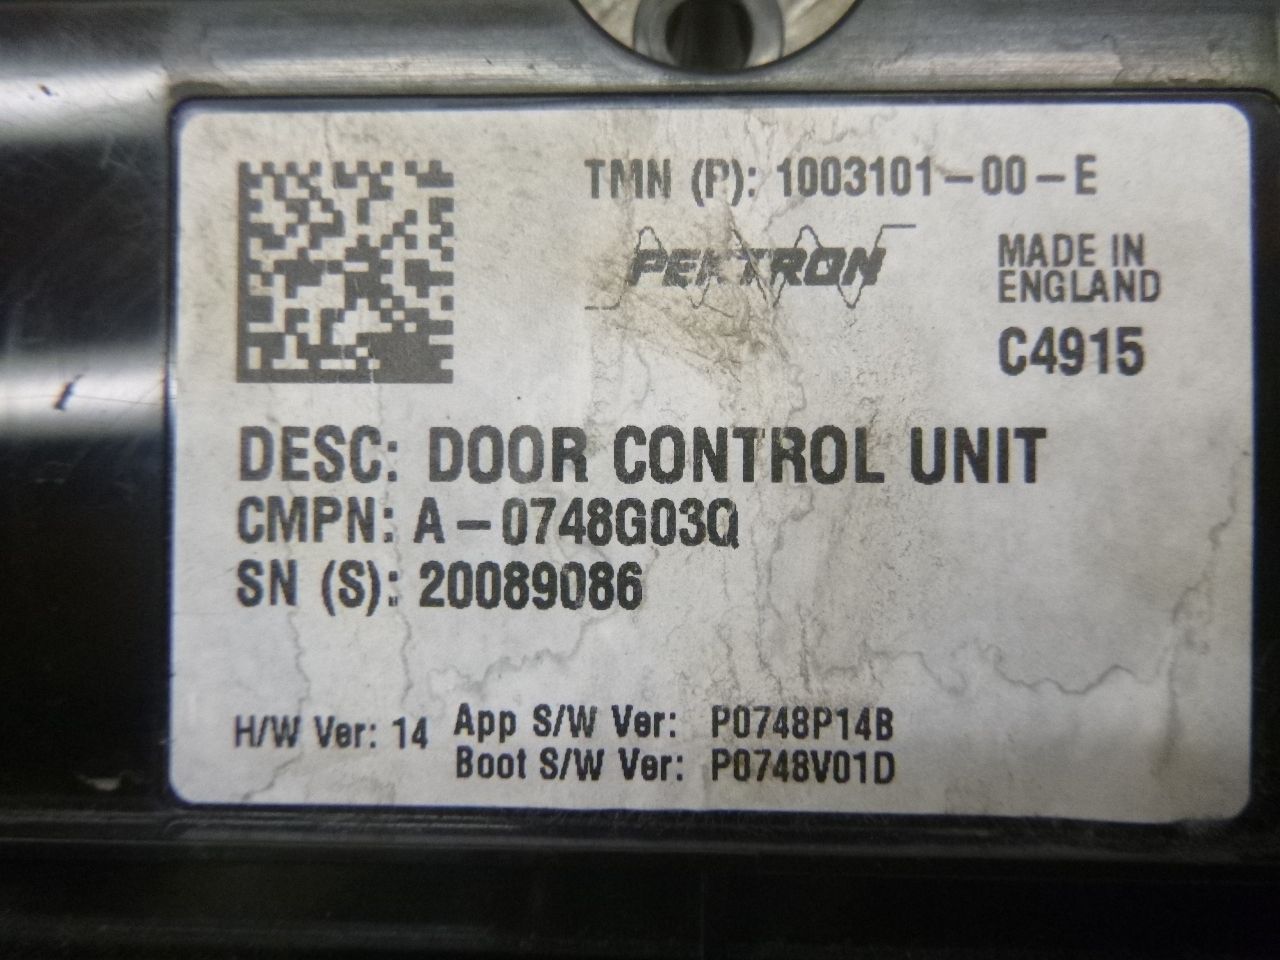 TMN (P): 1003101-00-E
PEKTRON
MADE IN
ENGLAND
C4915
DESC: DOOR CONTROL UNIT
CMPN: A-0748G03Q
SN (S): 20089086
H/W Ver: 14
App S/W Ver: P0748P14B
Boot S/W Ver: P0748V01D